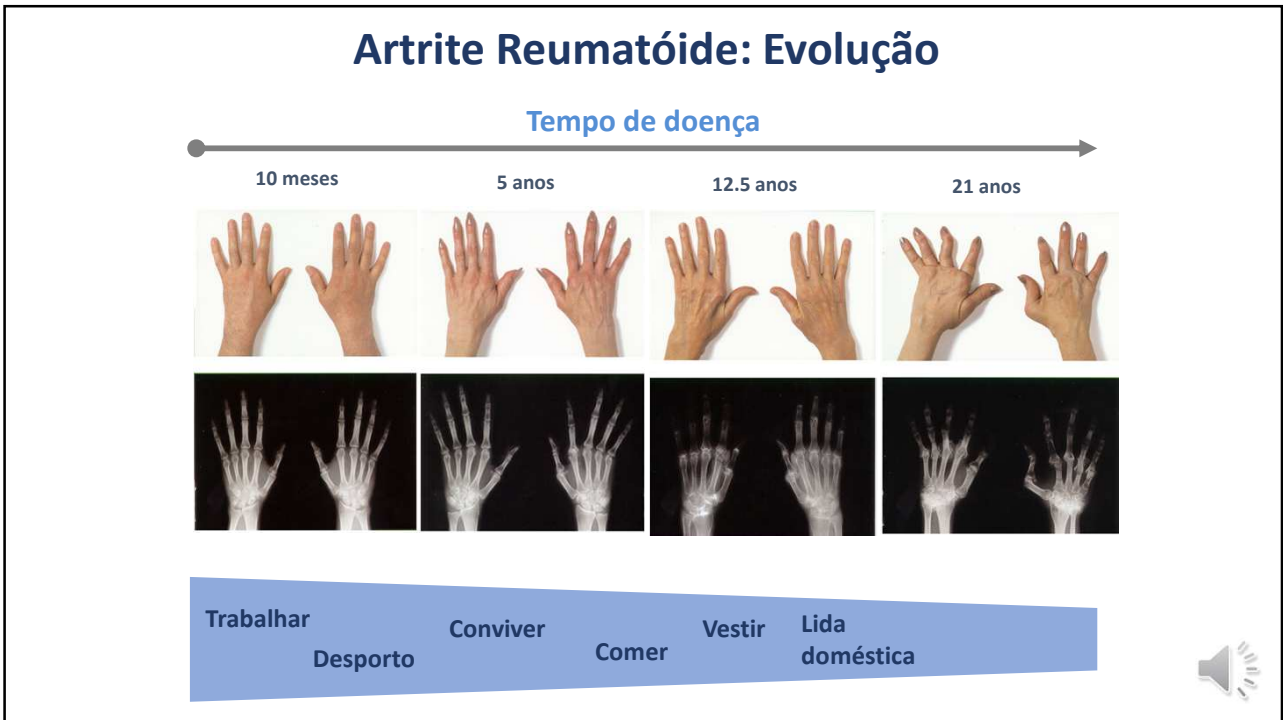 Artrite Reumatóide: Evolução
Tempo de doença
10 meses
5 anos
12.5 anos
21 anos
Trabalhar
Desporto
Conviver
Comer
Vestir
Lida
doméstica